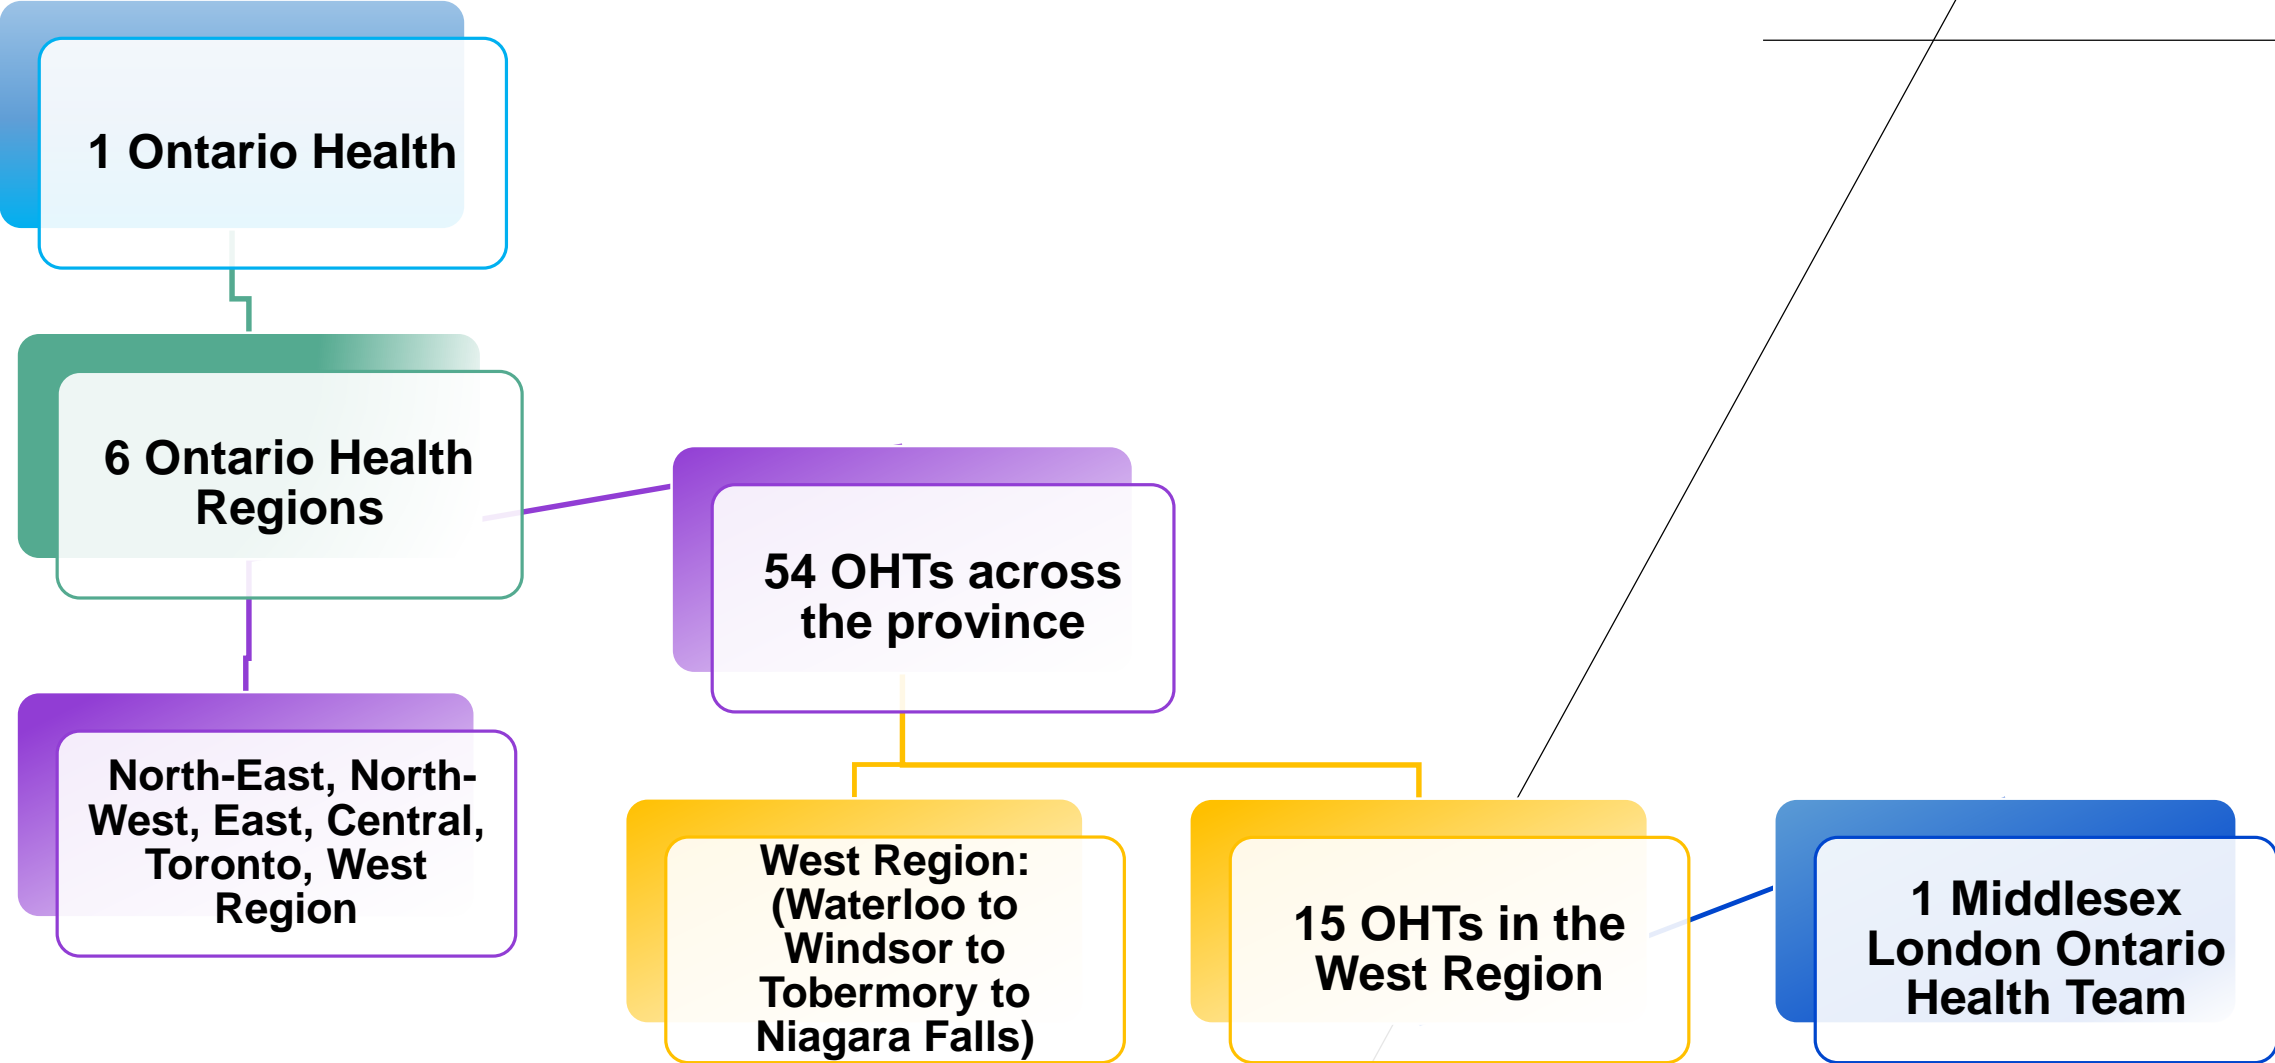 1 Ontario Health
6 Ontario Health
Regions
54 OHTs across
the province
North-East, North-
West, East, Central,
Toronto, West
Region
West Region:
(Waterloo to
Windsor to
Tobermory to
Niagara Falls)
15 OHTs in the
West Region
1 Middlesex
London Ontario
Health Team